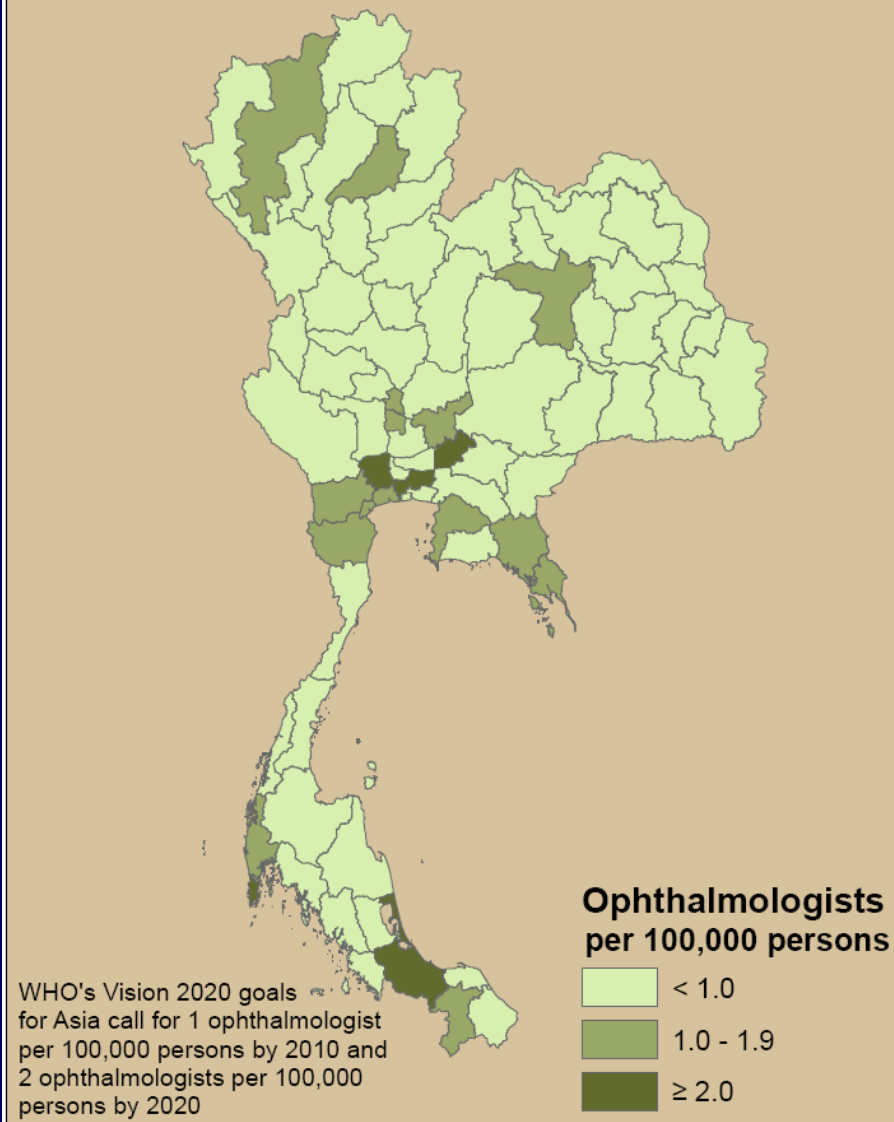 WHO's Vision 2020 goals
for Asia call for 1 ophthalmologist
per 100,000 persons by 2010 and
2 ophthalmologists per 100,000
persons by 2020
Ophthalmologists
per 100,000 persons
< 1.0
1.0 - 1.9
≥ 2.0